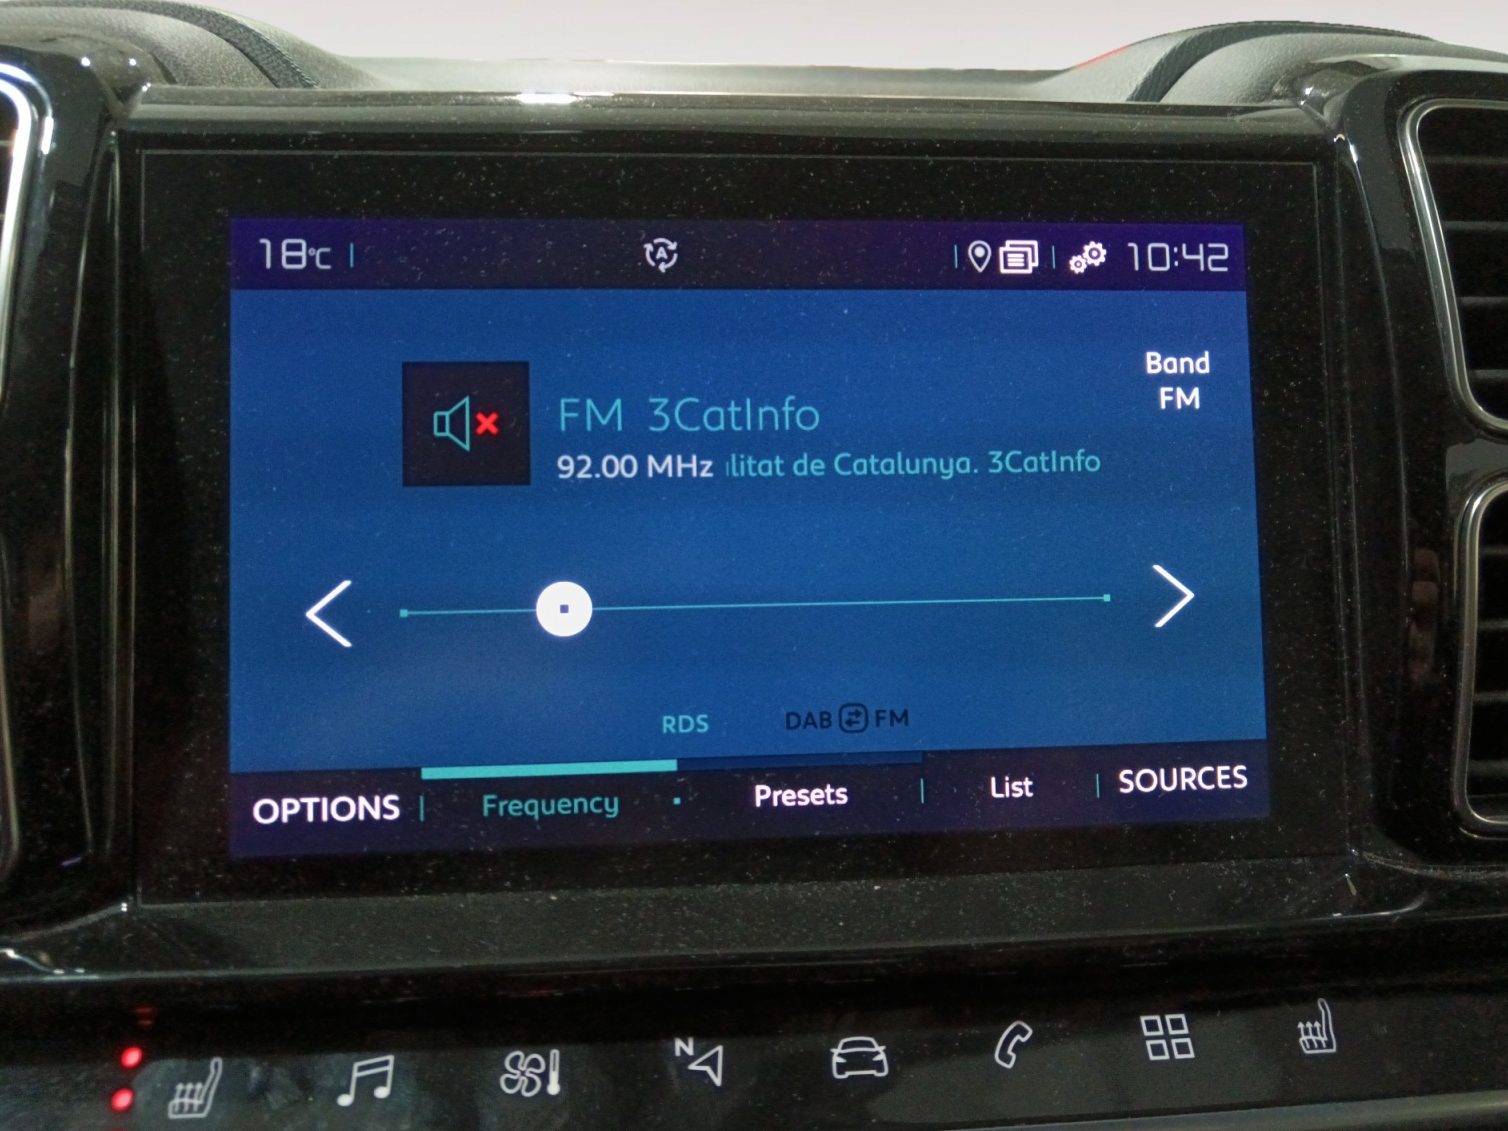 18°C
A
10:42
Band
FM
FM 3CatInfo
92.00 MHz litat de Catalunya. 3CatInfo
RDS
DAB FM
OPTIONS
Frequency
Presets
List
SOURCES
N